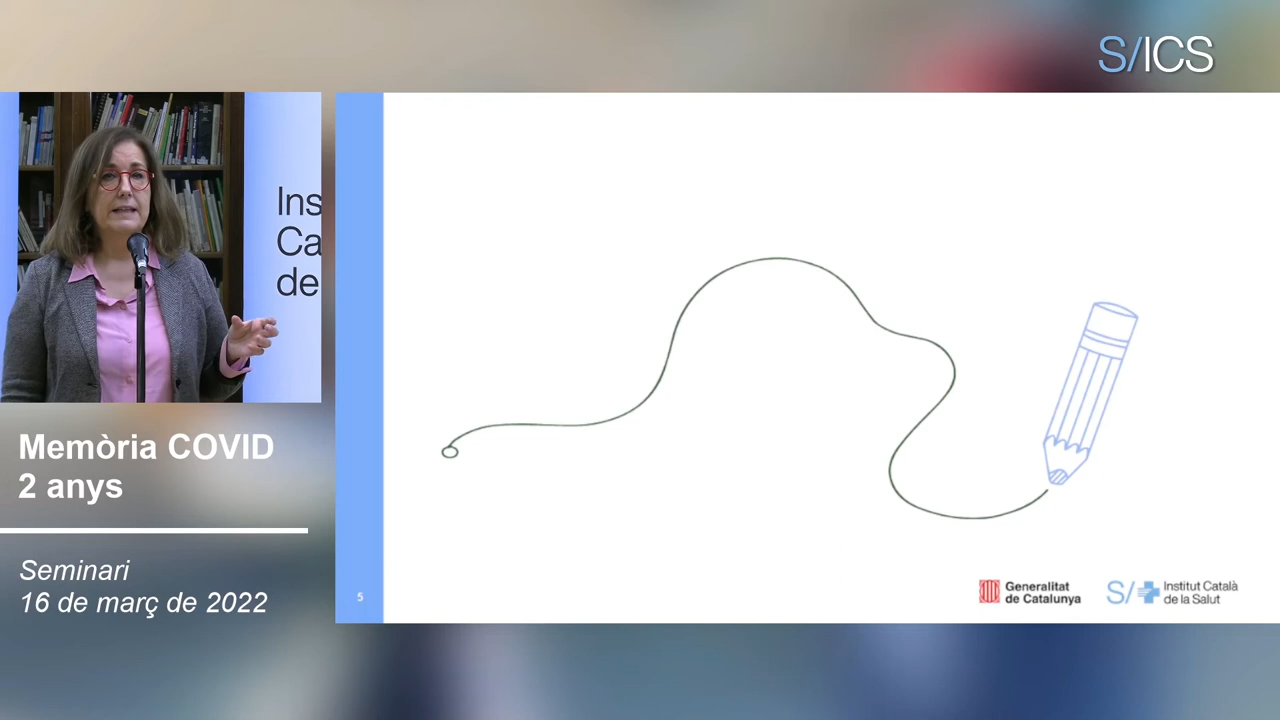 S/ICS
Ins
Ca
de
Memòria COVID
2 anys
Seminari
16 de març de 2022
5
Generalitat
de Catalunya
S/
Institut Català
de la Salut